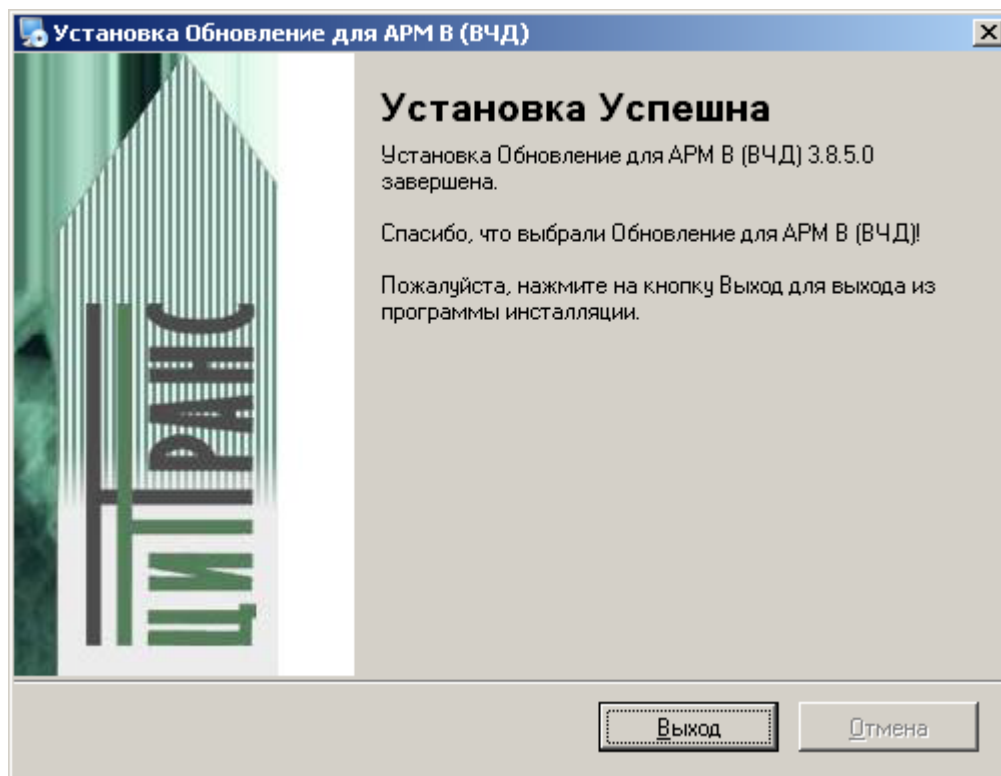 Установка Обновление для АРМ В (ВЧД)
Установка Успешна
Установка Обновление для АРМ В (ВЧД) 3.8.5.0
завершена.
Спасибо, что выбрали Обновление для АРМ В (ВЧД)!
Пожалуйста, нажмите на кнопку Выход для выхода из
программы инсталляции.
ЦИТТРАНС
Выход
Отмена